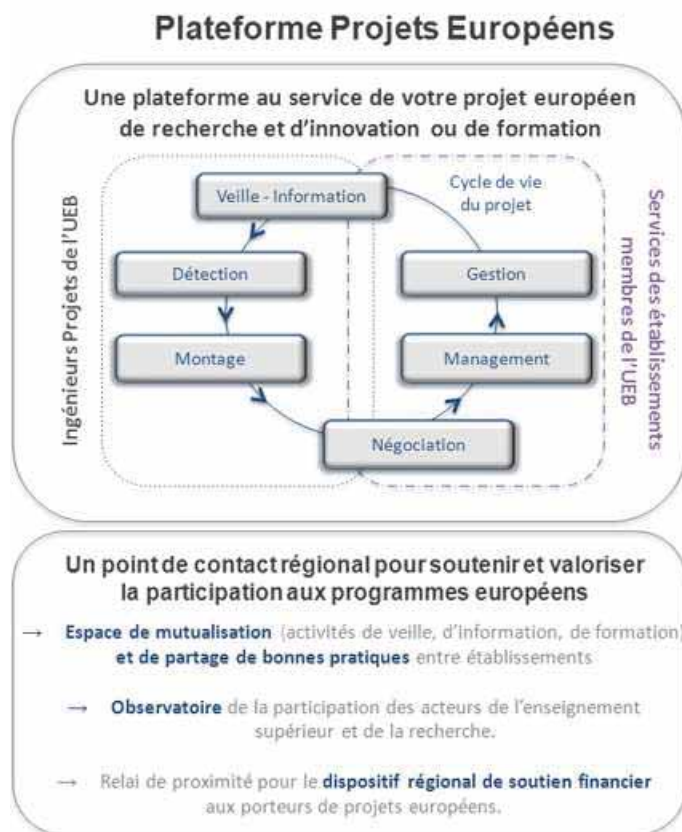 Plateforme Projets Européens
Une plateforme au service de votre projet européen
de recherche et d'innovation ou de formation
Veille - Information
Cycle de vie
du projet
Détection
Gestion
Montage
Management
Négociation
Ingénieurs Projets de l'UEB
Services des établissements
membres de l'UEB
Un point de contact régional pour soutenir et valoriser
la participation aux programmes européens
→ Espace de mutualisation (activités de veille, d'information, de formation)
et de partage de bonnes pratiques entre établissements
→ Observatoire de la participation des acteurs de l'enseignement
supérieur et de la recherche.
→ Relai de proximité pour le dispositif régional de soutien financier
aux porteurs de projets européens.